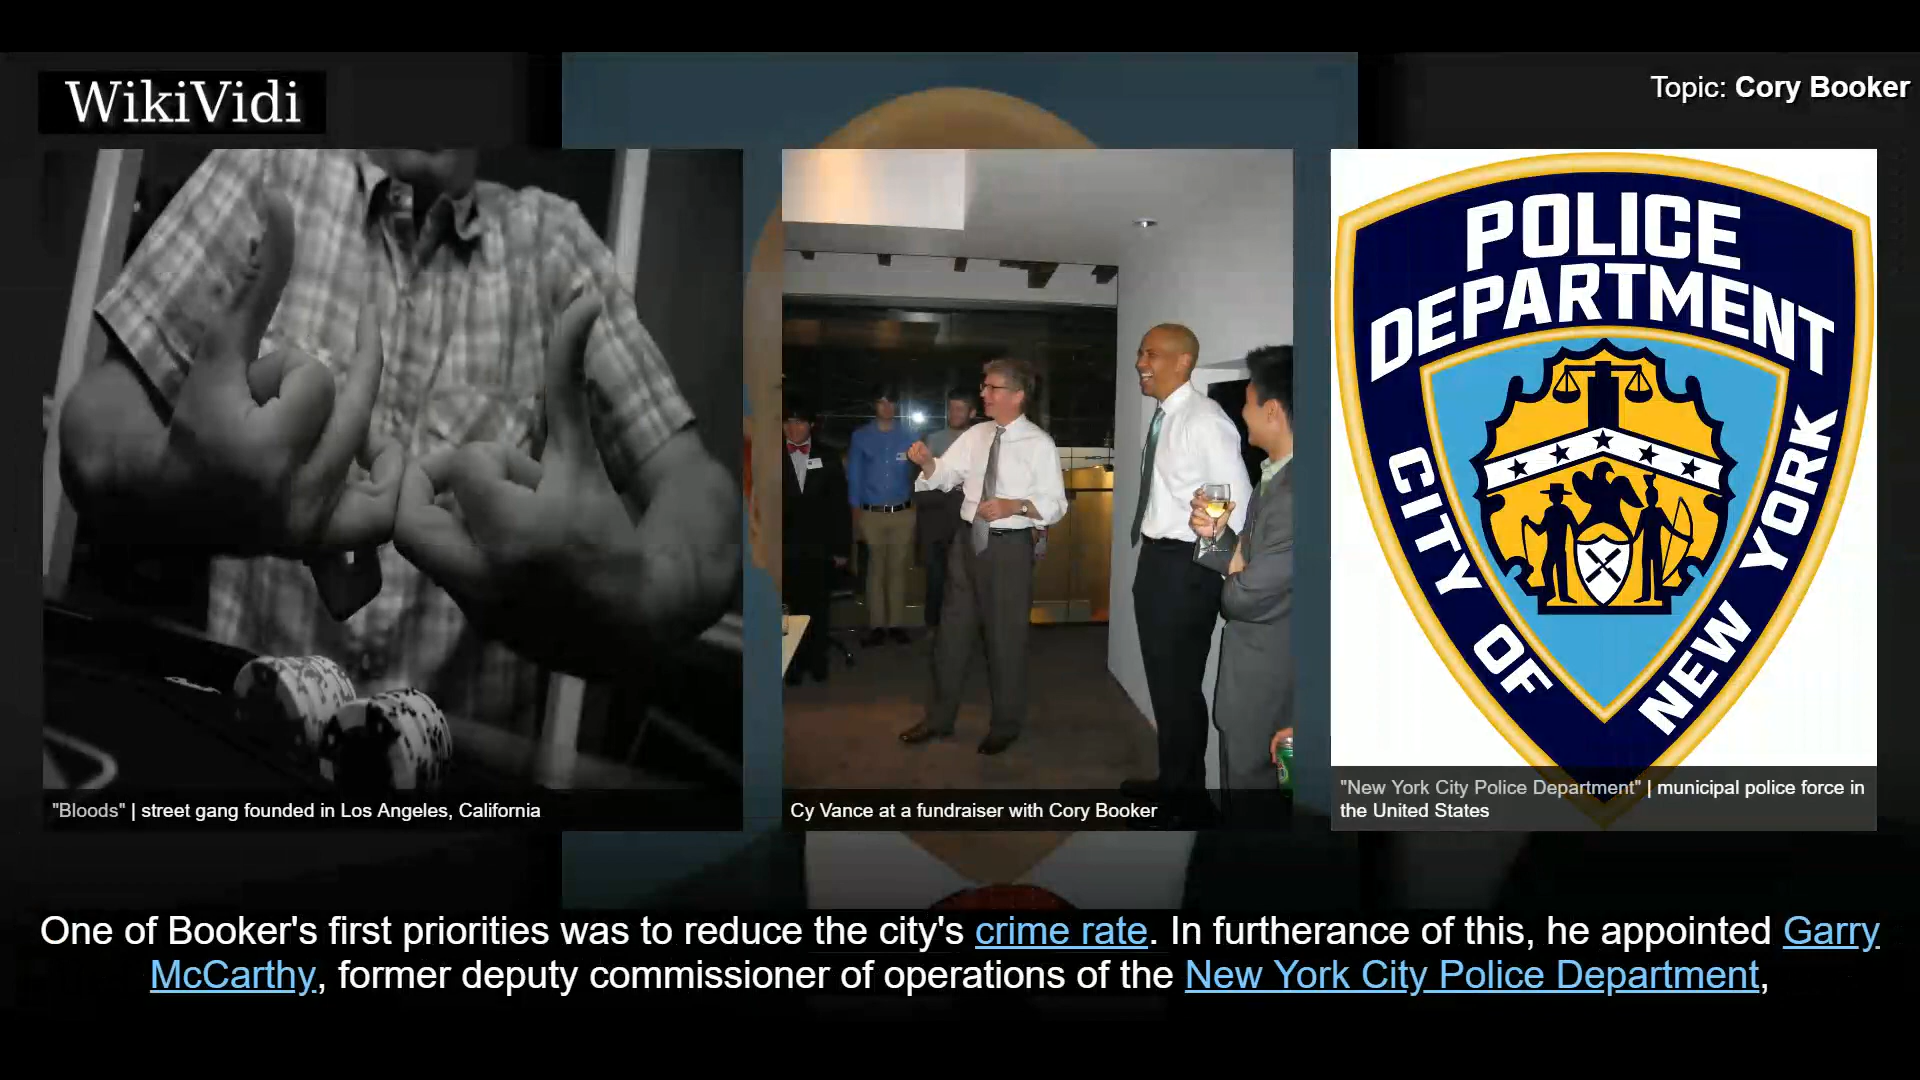 WikiVidi
Topic: Cory Booker
POLICE
DEPARTMENT
CITY OF
NEW YORK
"Bloods" | street gang founded in Los Angeles, California
Cy Vance at a fundraiser with Cory Booker
"New York City Police Department" | municipal police force in
the United States
One of Booker's first priorities was to reduce the city's crime rate. In furtherance of this, he appointed Garry
McCarthy, former deputy commissioner of operations of the New York City Police Department,